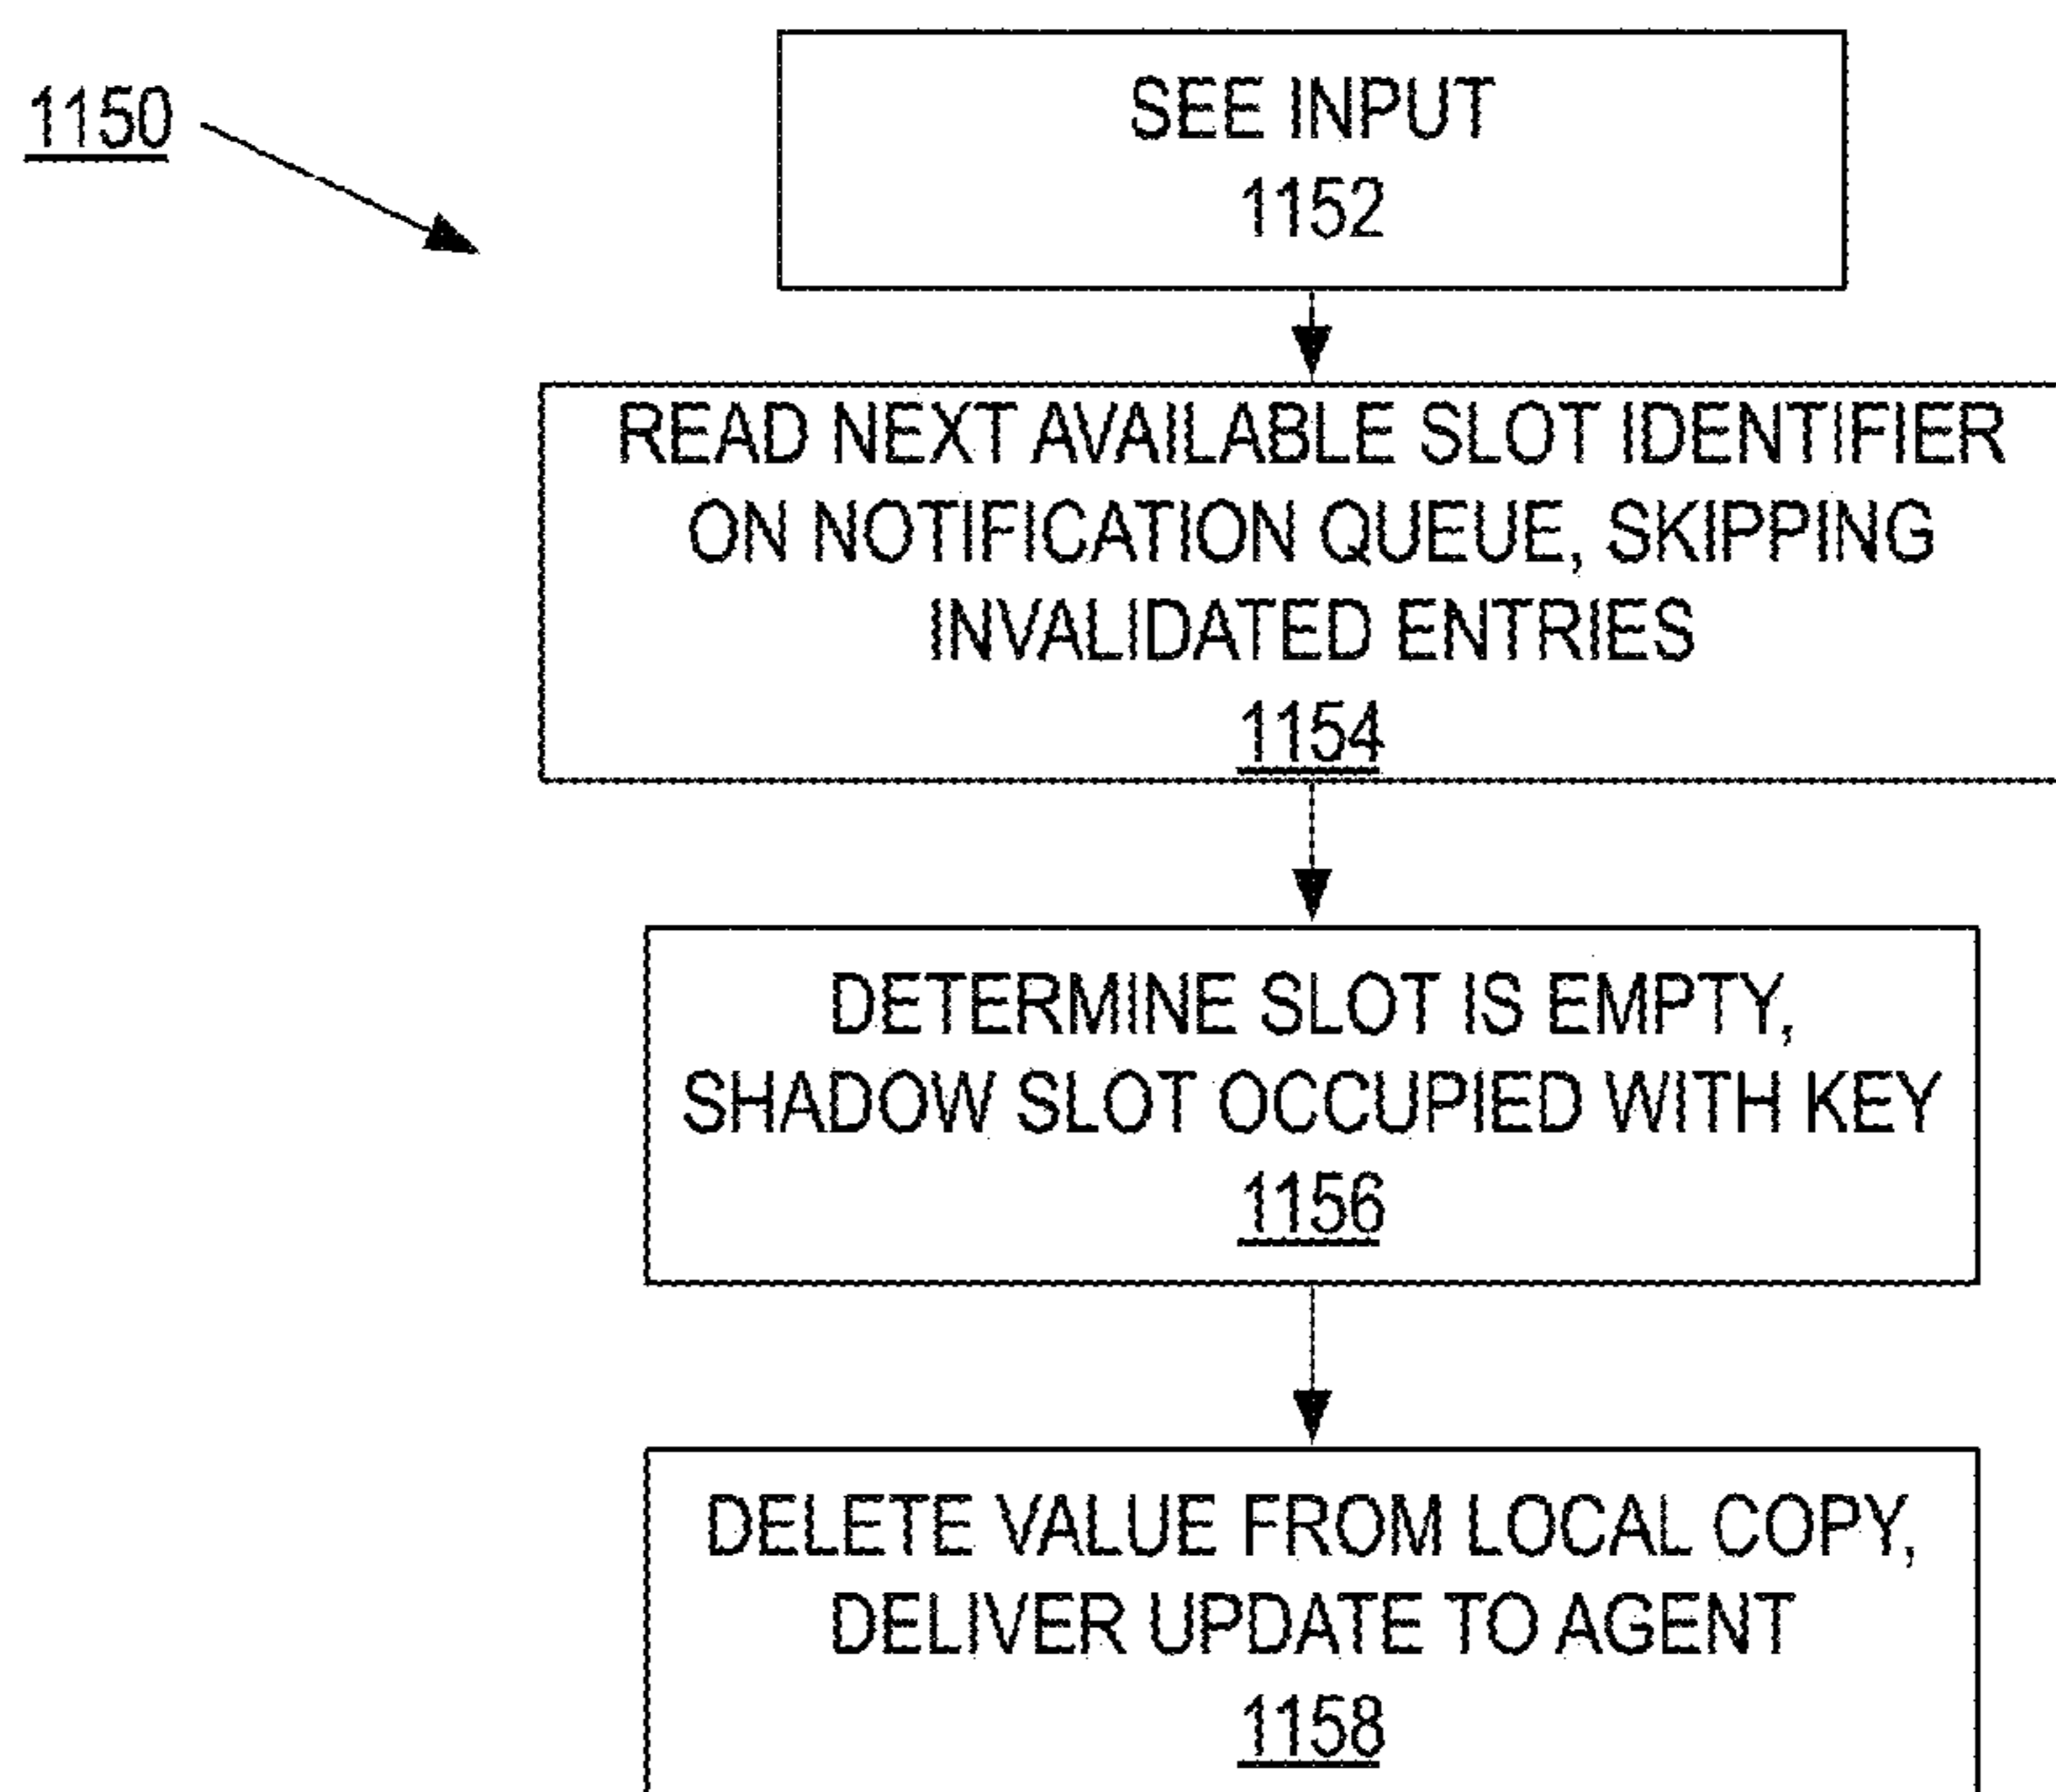 1150
SEE INPUT
1152
READ NEXT AVAILABLE SLOT IDENTIFIER
ON NOTIFICATION QUEUE, SKIPPING
INVALIDATED ENTRIES
1154
DETERMINE SLOT IS EMPTY,
SHADOW SLOT OCCUPIED WITH KEY
1156
DELETE VALUE FROM LOCAL COPY,
DELIVER UPDATE TO AGENT
1158